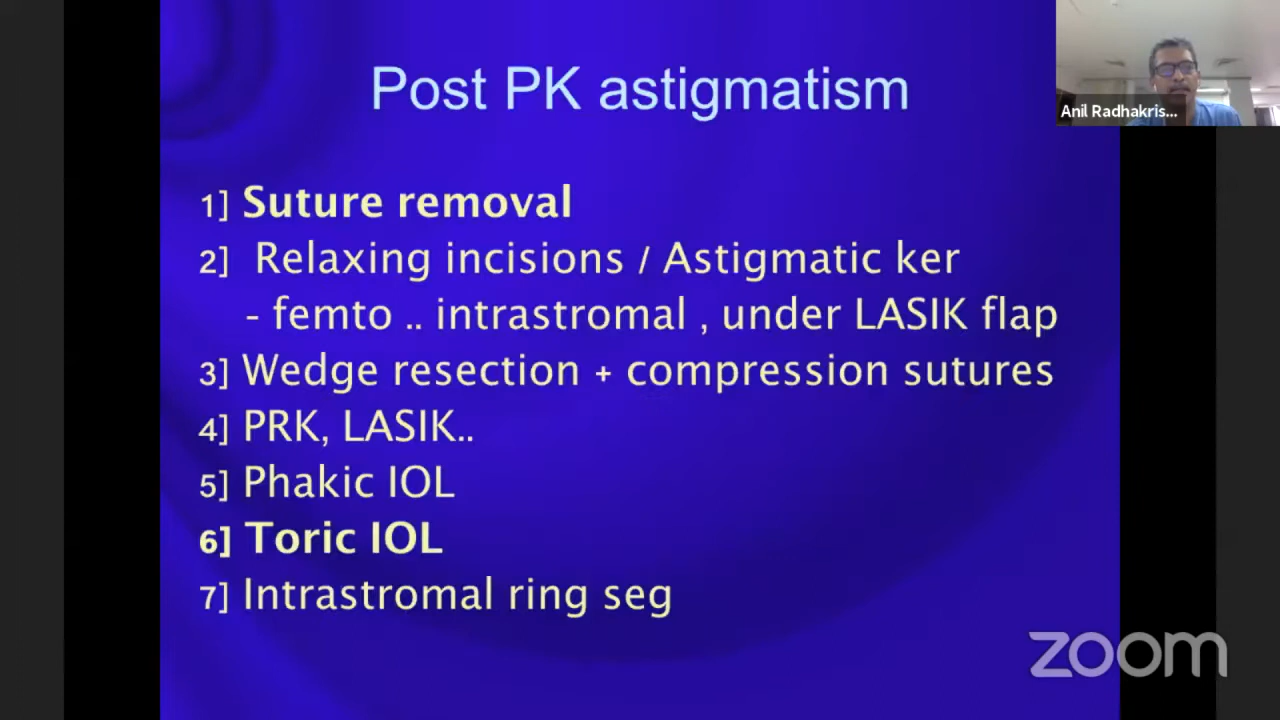 Post PK astigmatism
Anil Radhakris...
1] Suture removal
2] Relaxing incisions / Astigmatic ker
- femto .. intrastromal , under LASIK flap
3] Wedge resection + compression sutures
4] PRK, LASIK..
5] Phakic IOL
6] Toric IOL
7] Intrastromal ring seg
zoom